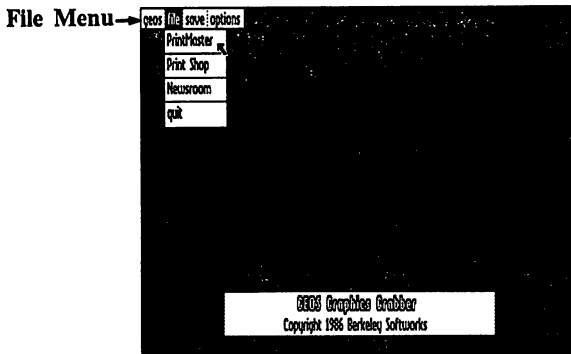 File Menu
geos file save options
PrintMaster
Print Shop
Newsroom
quit
GEOS Graphics Grabber
Copyright 1986 Berkeley Softworks